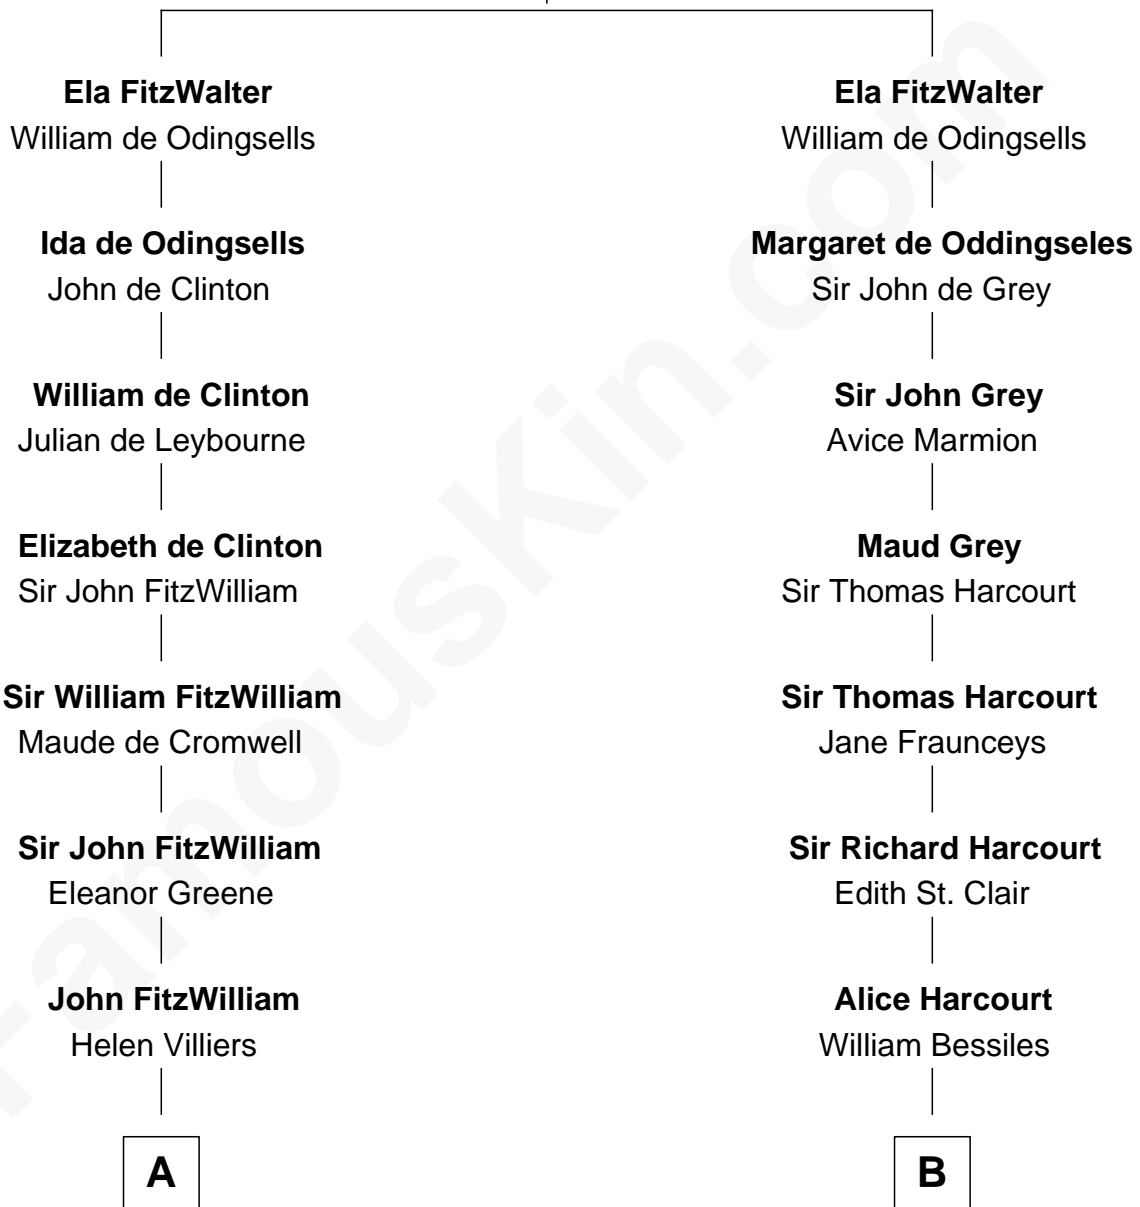 Ela FitzWalter
William de Odingsells
Ida de Odingsells
John de Clinton
William de Clinton
Julian de Leybourne
Elizabeth de Clinton
Sir John FitzWilliam
Sir William FitzWilliam
Maude de Cromwell
Sir John FitzWilliam
Eleanor Greene
John FitzWilliam
Helen Villiers
A
Ela FitzWalter
William de Odingsells
Margaret de Oddingseles
Sir John de Grey
Sir John Grey
Avice Marmion
Maud Grey
Sir Thomas Harcourt
Sir Thomas Harcourt
Jane Fraunceys
Sir Richard Harcourt
Edith St. Clair
Alice Harcourt
William Bessiles
B
FamousKin.com